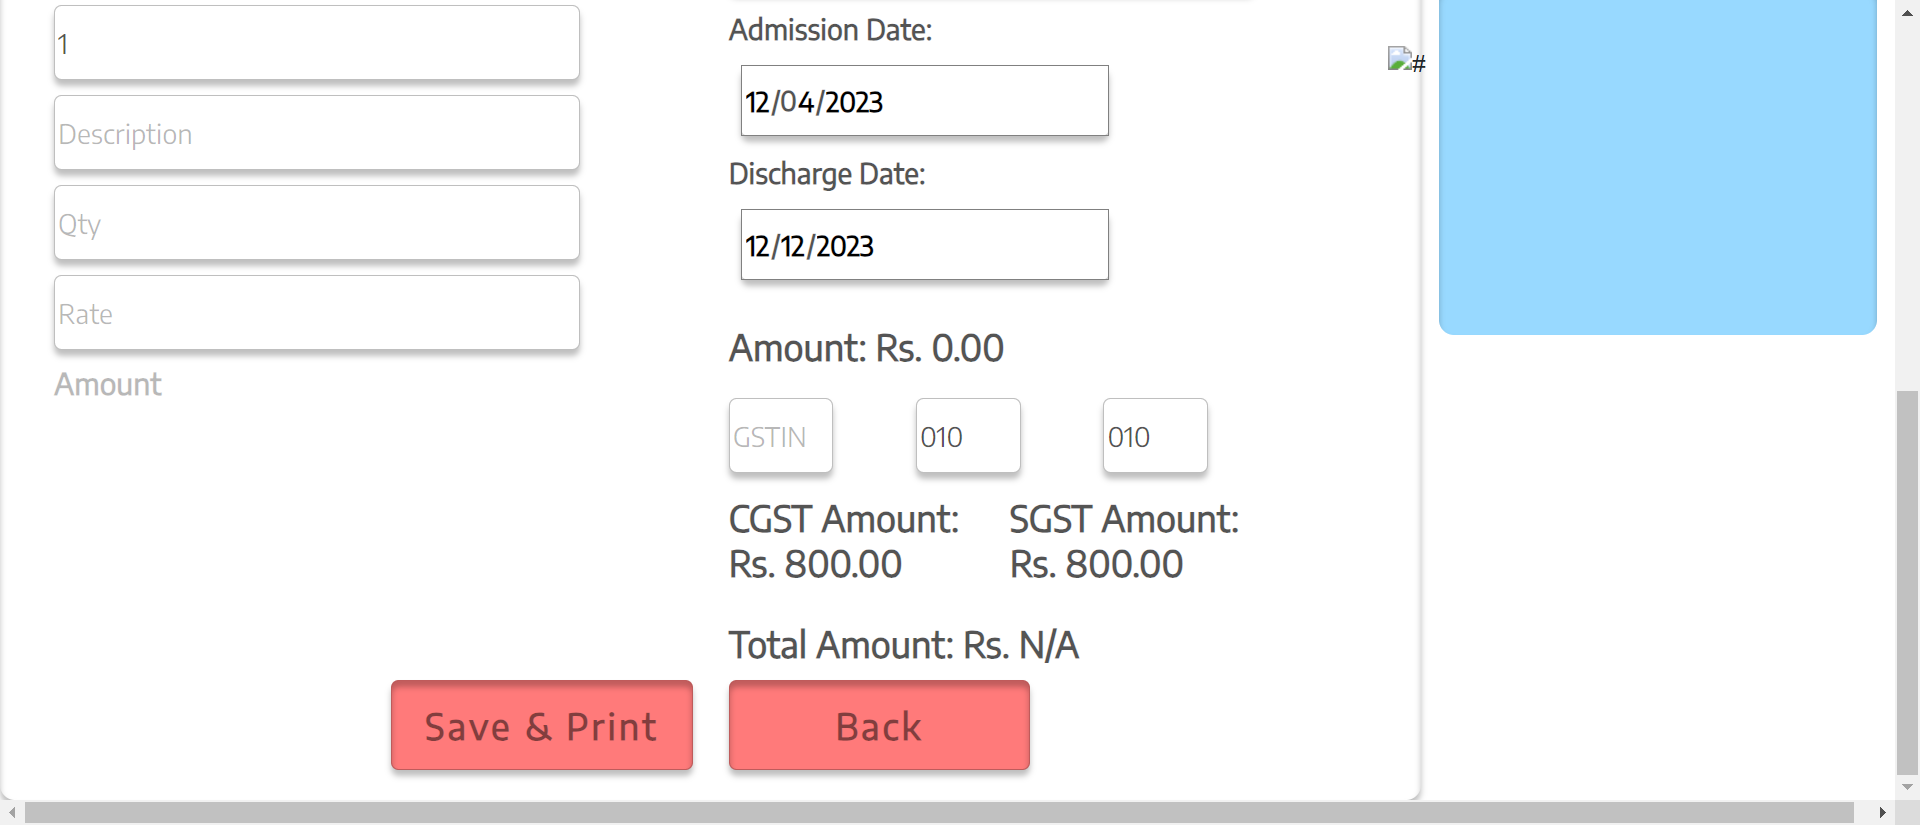 1
Description
Qty
Rate
Amount
Admission Date:
12/04/2023
Discharge Date:
12/12/2023
Amount: Rs. 0.00
GSTIN 010 010
CGST Amount: SGST Amount:
Rs. 800.00 Rs. 800.00
Total Amount: Rs. N/A
Save & Print Back
#